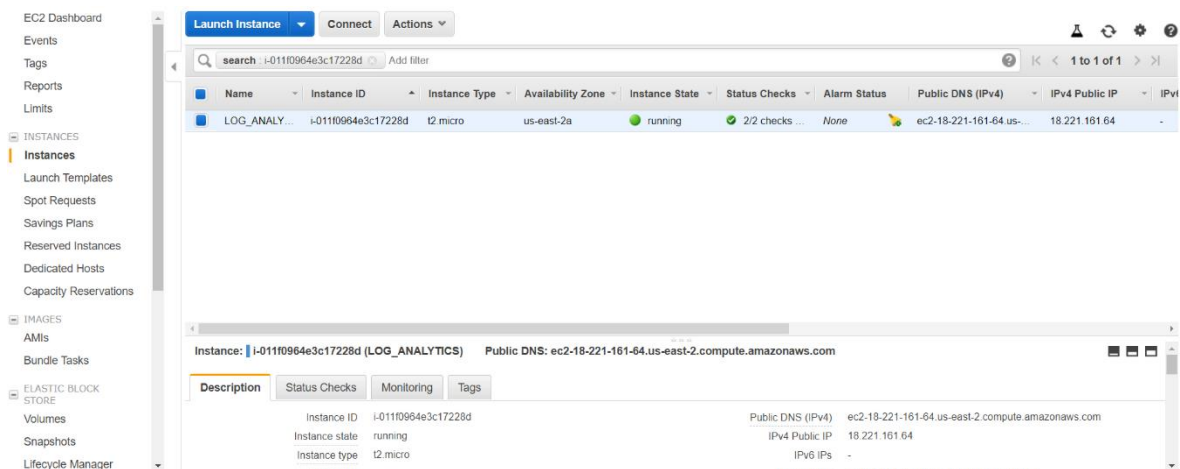 EC2 Dashboard
Events
Tags
Reports
Limits
INSTANCES
Instances
Launch Templates
Spot Requests
Savings Plans
Reserved Instances
Dedicated Hosts
Capacity Reservations
IMAGES
AMIs
Bundle Tasks
ELASTIC BLOCK
STORE
Volumes
Snapshots
Lifecycle Manager
Launch Instance Connect Actions
search : i-011f0964e3c17228d Add filter 1 to 1 of 1
Name Instance ID Instance Type Availability Zone Instance State Status Checks Alarm Status Public DNS (IPv4) IPv4 Public IP IPv6
LOG_ANALY... i-011f0964e3c17228d t2.micro us-east-2a running 2/2 checks ... None ec2-18-221-161-64.us-... 18.221.161.64 -
Instance: i-011f0964e3c17228d (LOG_ANALYTICS) Public DNS: ec2-18-221-161-64.us-east-2.compute.amazonaws.com
Description Status Checks Monitoring Tags
Instance ID i-011f0964e3c17228d Public DNS (IPv4) ec2-18-221-161-64.us-east-2.compute.amazonaws.com
Instance state running IPv4 Public IP 18.221.161.64
Instance type t2.micro IPv6 IPs -